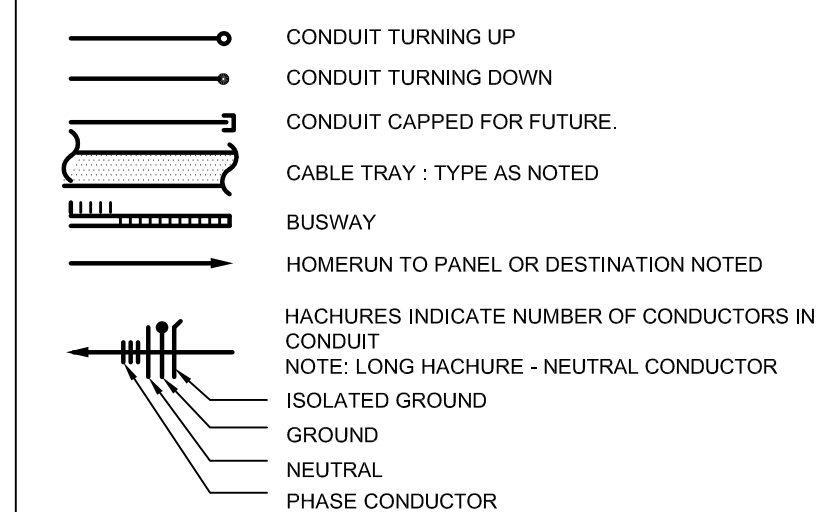 CONDUIT TURNING UP
CONDUIT TURNING DOWN
CONDUIT CAPPED FOR FUTURE.
CABLE TRAY : TYPE AS NOTED
BUSWAY
HOMERUN TO PANEL OR DESTINATION NOTED
HACHURES INDICATE NUMBER OF CONDUCTORS IN
CONDUIT
NOTE: LONG HACHURE - NEUTRAL CONDUCTOR
ISOLATED GROUND
GROUND
NEUTRAL
PHASE CONDUCTOR